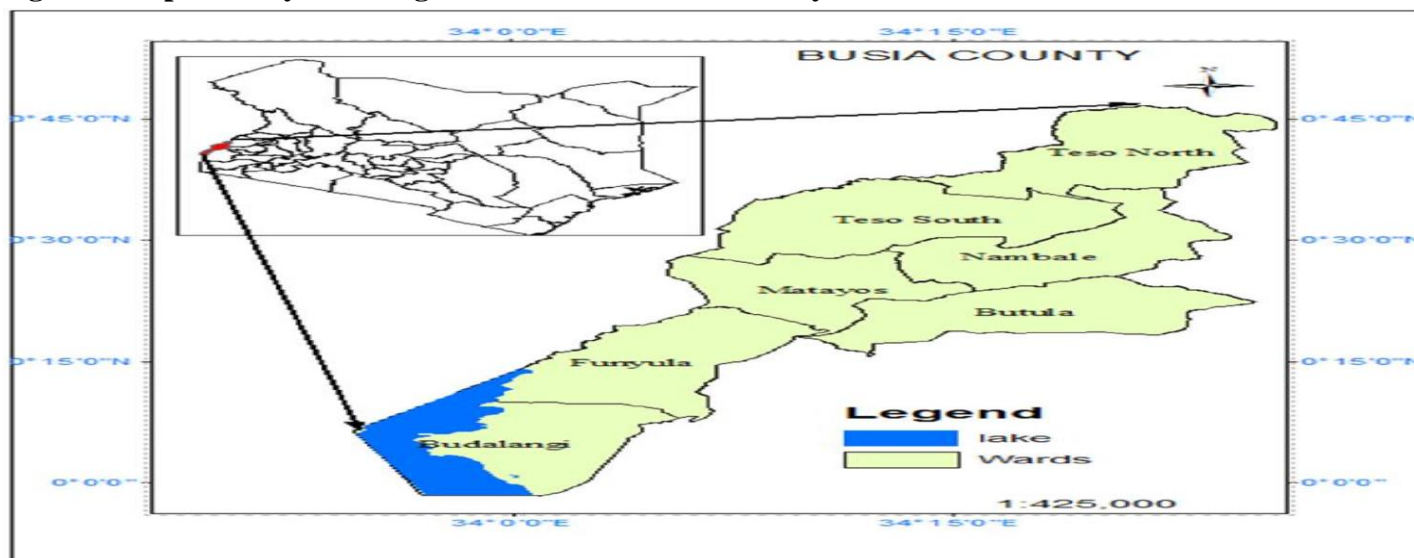 34°0'0"E 34°15'0"E
BUSIA COUNTY
N
0°45'0"N 0°45'0"N
Teso North
Teso South
0°30'0"N 0°30'0"N
Nambale
Matayos
Butula
0°15'0"N Funyula 0°15'0"N
Legend
lake
Budalangi
Wards
0°0'0" 0°0'0"
1:425,000
34°0'0"E 34°15'0"E